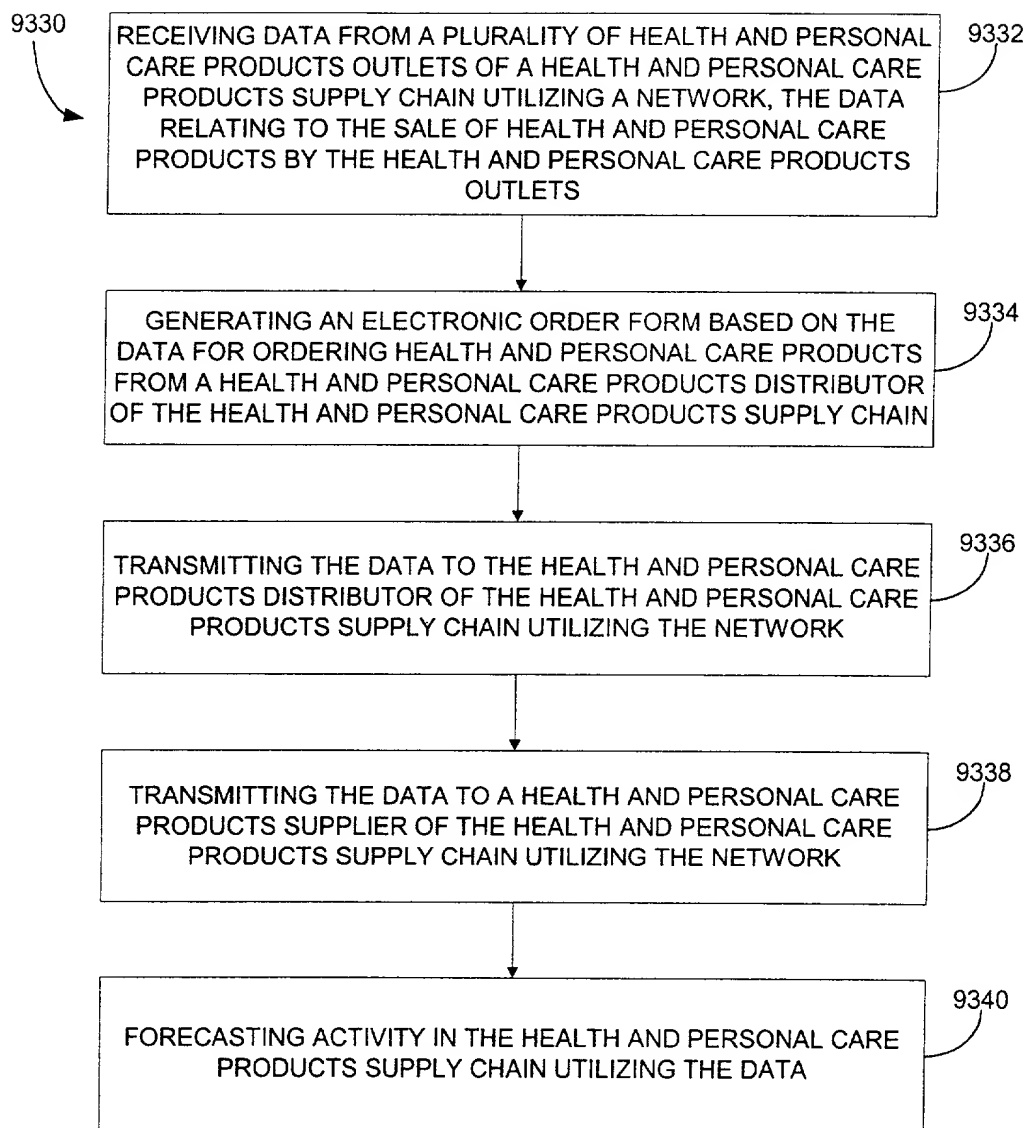 9330
RECEIVING DATA FROM A PLURALITY OF HEALTH AND PERSONAL
CARE PRODUCTS OUTLETS OF A HEALTH AND PERSONAL CARE
PRODUCTS SUPPLY CHAIN UTILIZING A NETWORK, THE DATA
RELATING TO THE SALE OF HEALTH AND PERSONAL CARE
PRODUCTS BY THE HEALTH AND PERSONAL CARE PRODUCTS
OUTLETS
9332
GENERATING AN ELECTRONIC ORDER FORM BASED ON THE
DATA FOR ORDERING HEALTH AND PERSONAL CARE PRODUCTS
FROM A HEALTH AND PERSONAL CARE PRODUCTS DISTRIBUTOR
OF THE HEALTH AND PERSONAL CARE PRODUCTS SUPPLY CHAIN
9334
TRANSMITTING THE DATA TO THE HEALTH AND PERSONAL CARE
PRODUCTS DISTRIBUTOR OF THE HEALTH AND PERSONAL CARE
PRODUCTS SUPPLY CHAIN UTILIZING THE NETWORK
9336
TRANSMITTING THE DATA TO A HEALTH AND PERSONAL CARE
PRODUCTS SUPPLIER OF THE HEALTH AND PERSONAL CARE
PRODUCTS SUPPLY CHAIN UTILIZING THE NETWORK
9338
FORECASTING ACTIVITY IN THE HEALTH AND PERSONAL CARE
PRODUCTS SUPPLY CHAIN UTILIZING THE DATA
9340